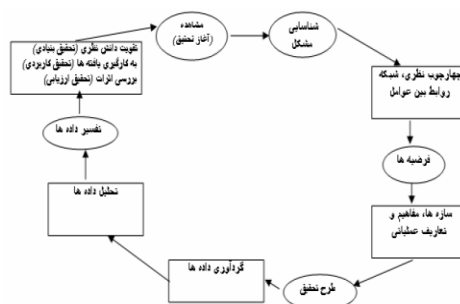 مشاهده
(آغاز تحقیق)
شناسایی
مشکل
چهارچوب نظری، شبکه
روابط بین عوامل
فرضیه ها
سازه ها، مفاهیم و
تعاریف عملیاتی
طرح تحقیق
گردآوری داده ها
تحلیل داده ها
تفسیر داده ها
تقویت دانش نظری (تحقیق بنیادی)
به کارگیری یافته ها (تحقیق کاربردی)
بررسی اثرات (تحقیق ارزیابی)